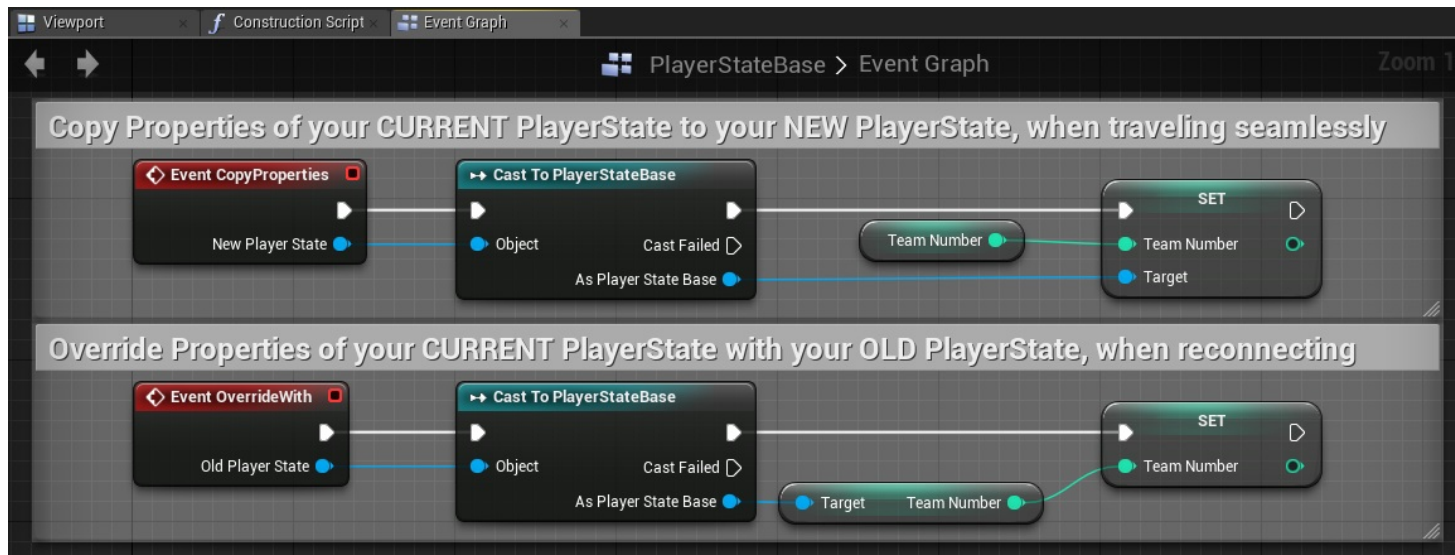 Viewport
Construction Script
Event Graph
PlayerStateBase > Event Graph
Zoom 1
Copy Properties of your CURRENT PlayerState to your NEW PlayerState, when traveling seamlessly
Event CopyProperties
New Player State
Cast To PlayerStateBase
Object
Cast Failed
As Player State Base
Team Number
SET
Team Number
Target
Override Properties of your CURRENT PlayerState with your OLD PlayerState, when reconnecting
Event OverrideWith
Old Player State
Cast To PlayerStateBase
Object
Cast Failed
As Player State Base
Target Team Number
SET
Team Number